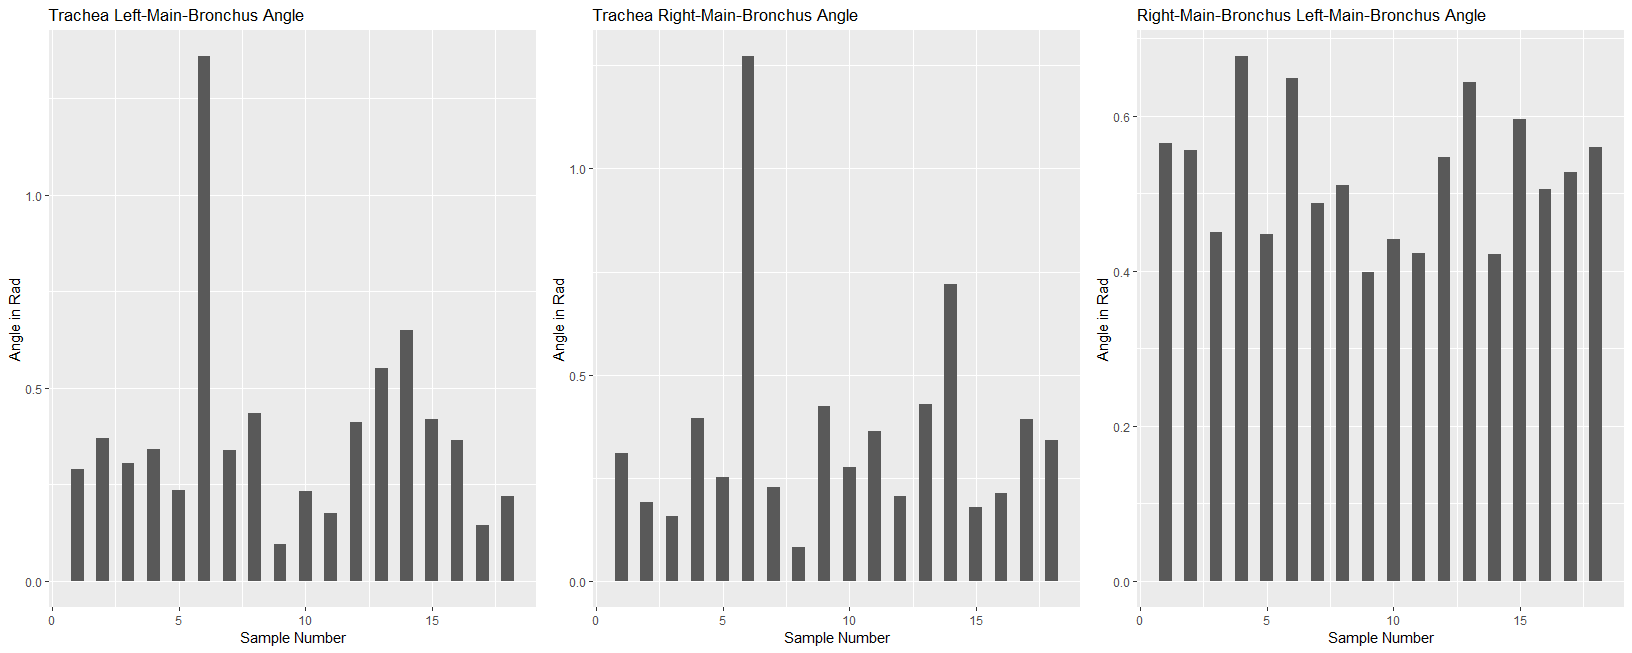 Trachea Left-Main-Bronchus Angle
Angle in Rad
1.0
0.5
0.0
0 5 10 15
Sample Number
Trachea Right-Main-Bronchus Angle
Angle in Rad
1.0
0.5
0.0
0 5 10 15
Sample Number
Right-Main-Bronchus Left-Main-Bronchus Angle
Angle in Rad
0.6
0.4
0.2
0.0
0 5 10 15
Sample Number